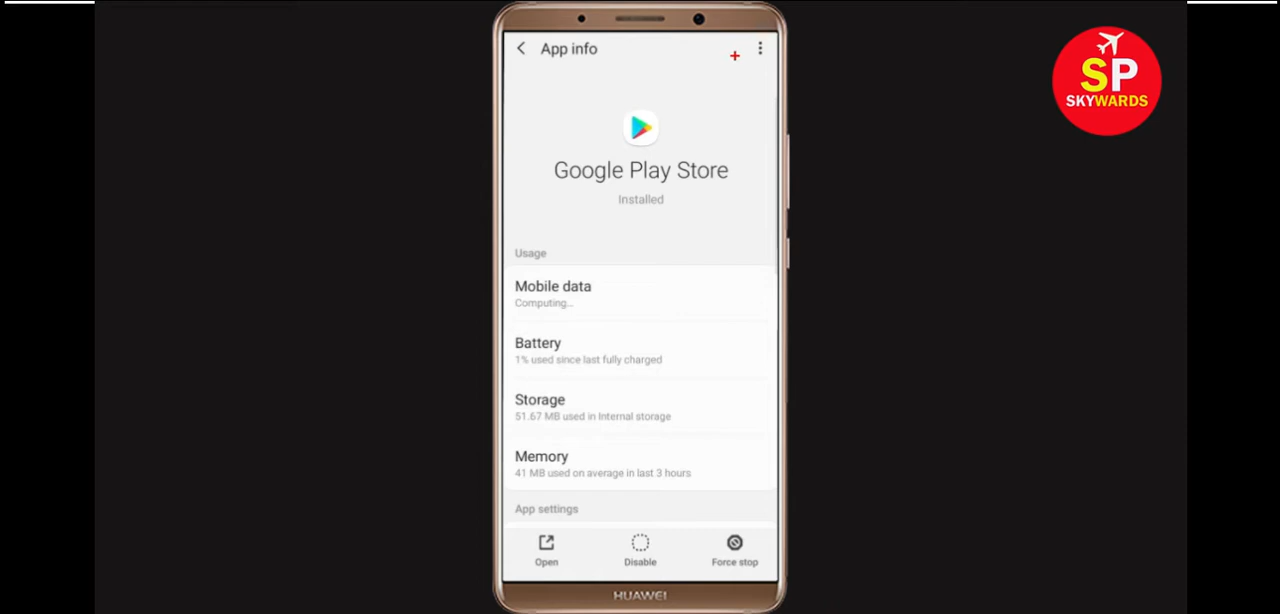 App info
SP
SKYWARDS
Google Play Store
Installed
Usage
Mobile data
Computing...
Battery
1% used since last fully charged
Storage
51.67 MB used in Internal storage
Memory
41 MB used on average in last 3 hours
App settings
Open
Disable
Force stop
HUAWEI